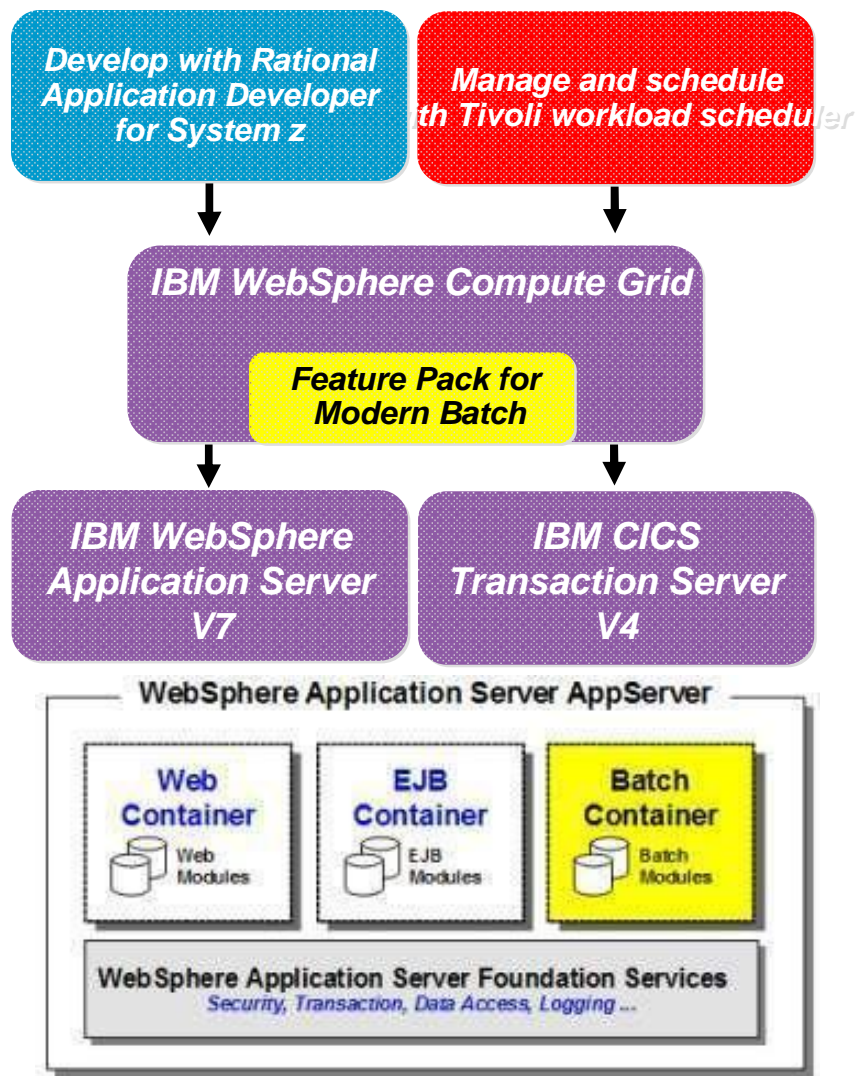 Develop with Rational
Application Developer
for System z
Manage and schedule
ith Tivoli workload scheduler
IBM WebSphere Compute Grid
Feature Pack for
Modern Batch
IBM WebSphere
Application Server
V7
IBM CICS
Transaction Server
V4
WebSphere Application Server AppServer
Web
Container
Web
Modules
EJB
Container
EJB
Modules
Batch
Container
Batch
Modules
WebSphere Application Server Foundation Services
Security, Transaction, Data Access, Logging ...